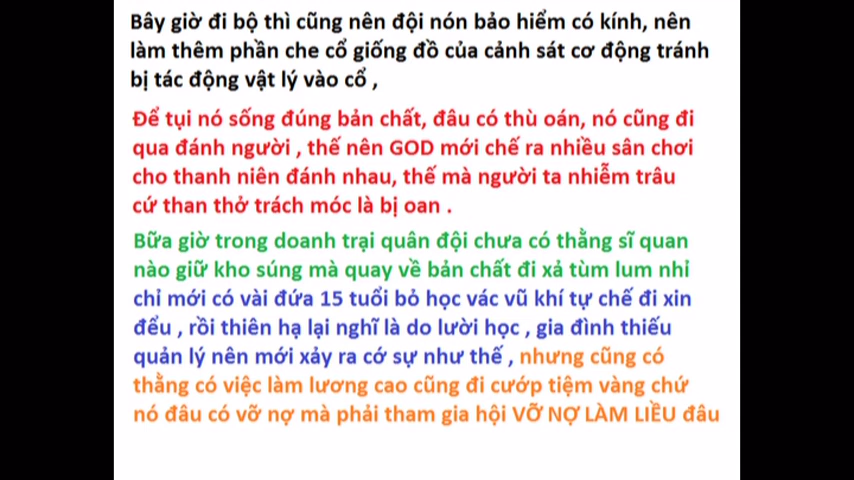 Bây giờ đi bộ thì cũng nên đội nón bảo hiểm có kính, nên
làm thêm phần che cổ giống đồ của cảnh sát cơ động tránh
bị tác động vật lý vào cổ ,
Để tụi nó sống đúng bản chất, đâu có thù oán, nó cũng đi
qua đánh người , thế nên GOD mới chế ra nhiều sân chơi
cho thanh niên đánh nhau, thế mà người ta nhiễm trâu
cứ than thở trách móc là bị oan .
Bữa giờ trong doanh trại quân đội chưa có thằng sĩ quan
nào giữ kho súng mà quay về bản chất đi xả tùm lum nhỉ
chỉ mới có vài đứa 15 tuổi bỏ học vác vũ khí tự chế đi xin
đểu , rồi thiên hạ lại nghĩ là do lười học , gia đình thiếu
quản lý nên mới xảy ra cớ sự như thế , nhưng cũng có
thằng có việc làm lương cao cũng đi cướp tiệm vàng chứ
nó đâu có vỡ nợ mà phải tham gia hội VỠ NỢ LÀM LIỀU đâu